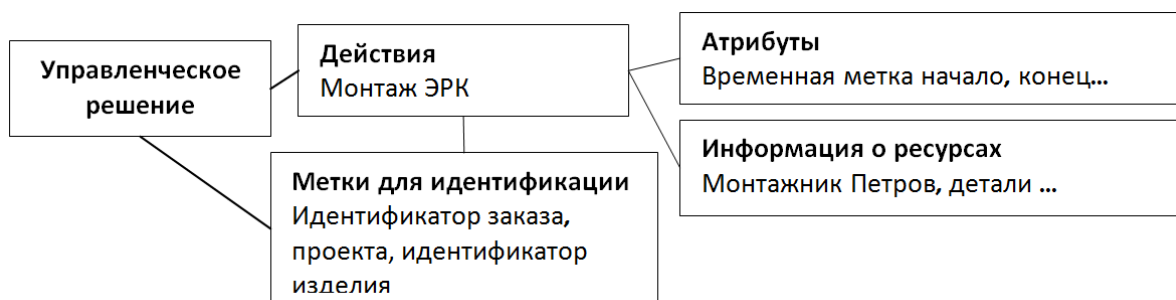 Управленческое
решение
Действия
Монтаж ЭРК
Атрибуты
Временная метка начало, конец...
Информация о ресурсах
Монтажник Петров, детали ...
Метки для идентификации
Идентификатор заказа,
проекта, идентификатор
изделия